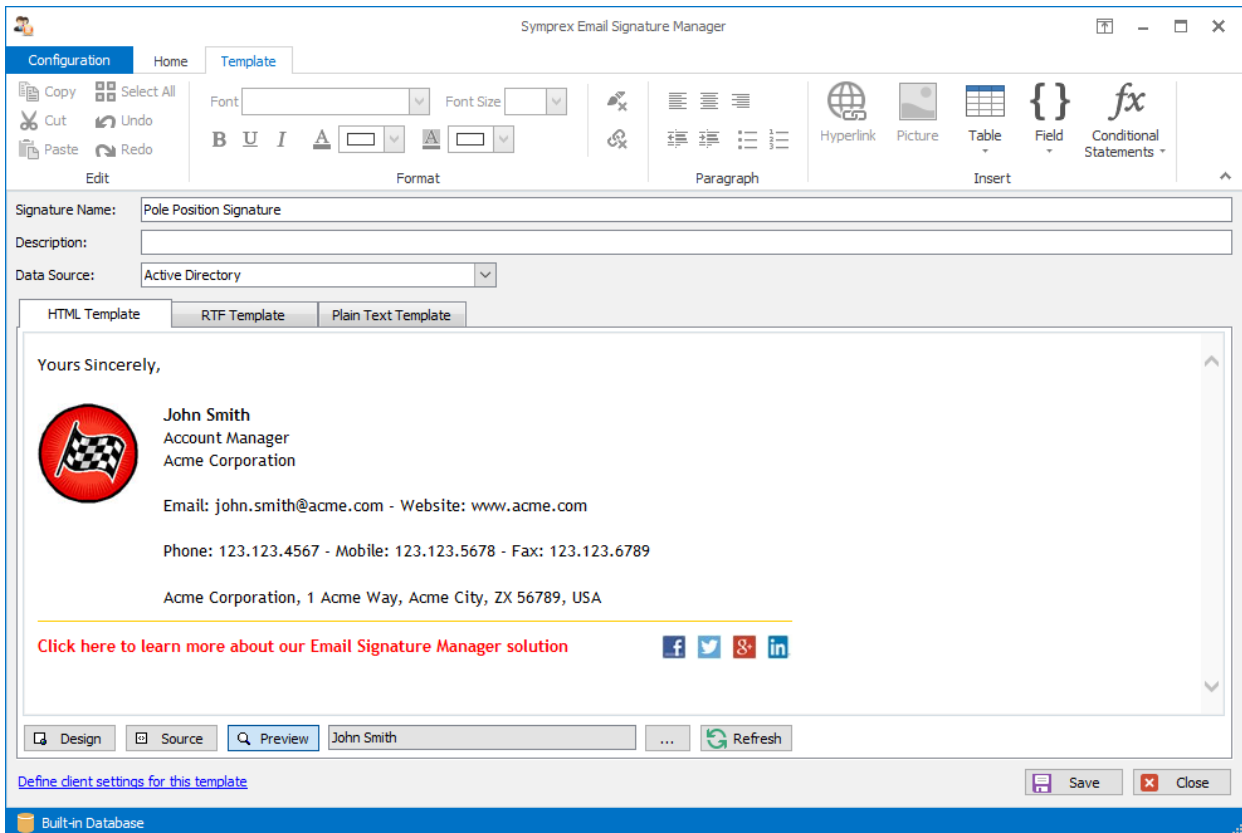 Symprex Email Signature Manager
Configuration Home Template
Copy Select All
Cut Undo
Paste Redo
Edit
Font Font Size
B U I A A
Format
Paragraph
Hyperlink Picture Table { } Field fx Conditional Statements
Insert
Signature Name: Pole Position Signature
Description:
Data Source: Active Directory
HTML Template RTF Template Plain Text Template
Yours Sincerely,
John Smith
Account Manager
Acme Corporation
Email: john.smith@acme.com - Website: www.acme.com
Phone: 123.123.4567 - Mobile: 123.123.5678 - Fax: 123.123.6789
Acme Corporation, 1 Acme Way, Acme City, ZX 56789, USA
Click here to learn more about our Email Signature Manager solution f 8+ in
Design Source Preview John Smith ... Refresh
Define client settings for this template Save Close
Built-in Database